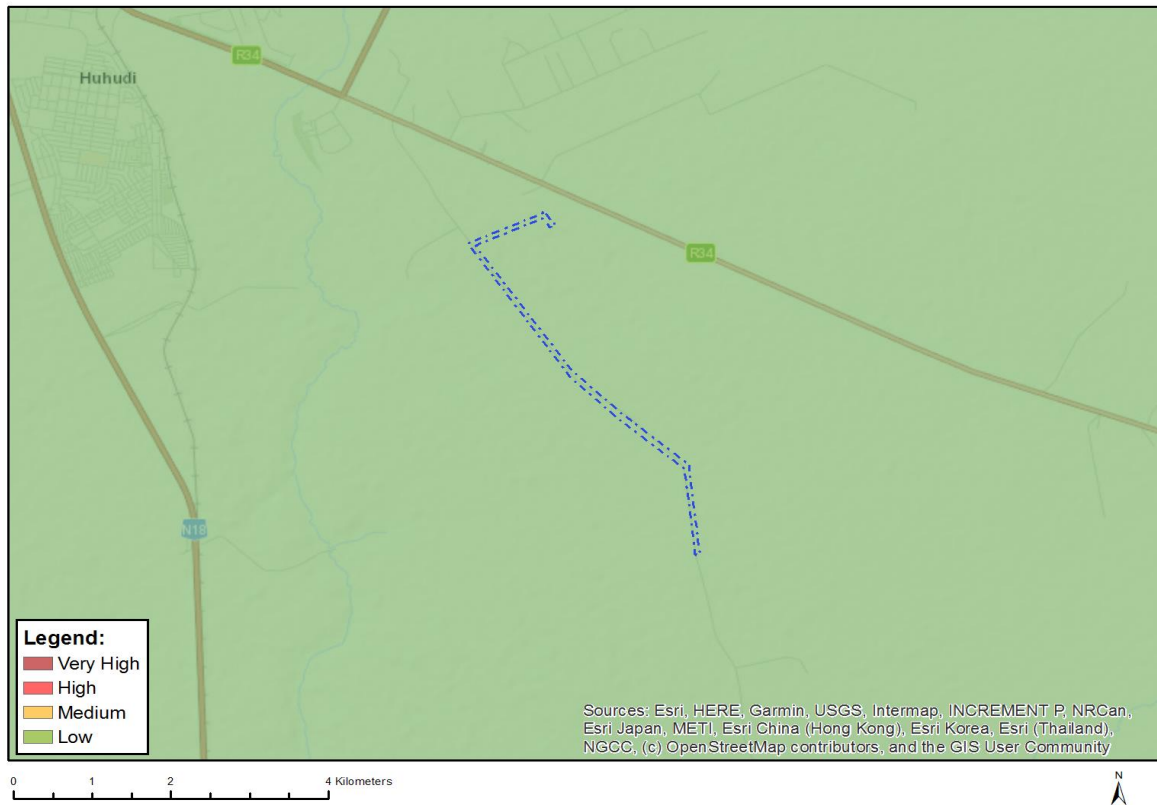 R34
Huhudi
R34
N18
Legend:
Very High
High
Medium
Low
Sources: Esri, HERE, Garmin, USGS, Intermap, INCREMENT P, NRCan,
Esri Japan, METI, Esri China (Hong Kong), Esri Korea, Esri (Thailand),
NGCC, (c) OpenStreetMap contributors, and the GIS User Community
0 1 2 4 Kilometers
N